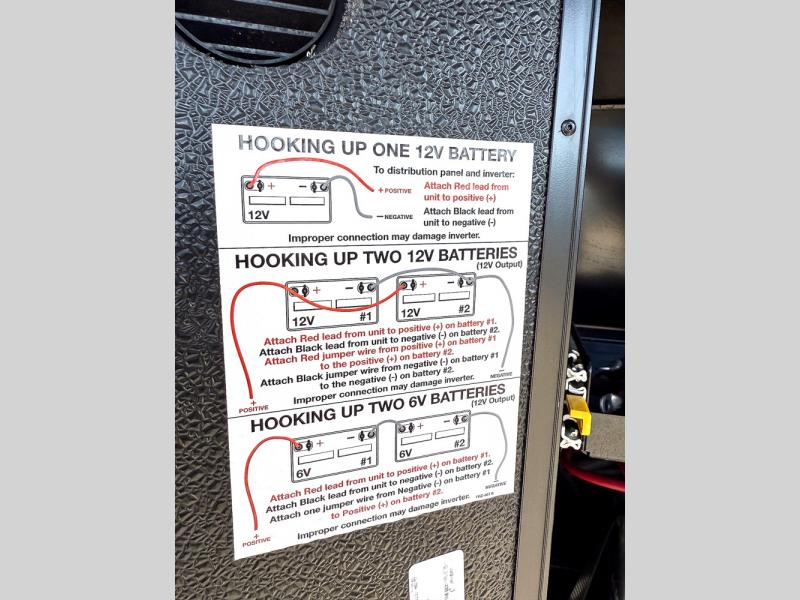 HOOKING UP ONE 12V BATTERY
To distribution panel and inverter:
+ POSITIVE
Attach Red lead from
unit to positive (+)
− NEGATIVE
Attach Black lead from
unit to negative (-)
+ −
12V
Improper connection may damage inverter.
HOOKING UP TWO 12V BATTERIES
(12V Output)
+ −
12V #1
+ −
12V #2
Attach Red lead from unit to positive (+) on battery #1.
Attach Black lead from unit to negative (-) on battery #2.
Attach Red jumper wire from positive (+) on battery #1
to the positive (+) on battery #2.
Attach Black jumper wire from negative (-) on battery #1
to the negative (-) on battery #2.
Improper connection may damage inverter.
+
POSITIVE
−
NEGATIVE
HOOKING UP TWO 6V BATTERIES
(12V Output)
+ −
6V #1
+ −
6V #2
Attach Red lead from unit to positive (+) on battery #1.
Attach Black lead from unit to negative (-) on battery #2.
Attach one jumper wire from Negative (-) on battery #1
to Positive (+) on battery #2.
Improper connection may damage inverter.
+
POSITIVE
−
NEGATIVE